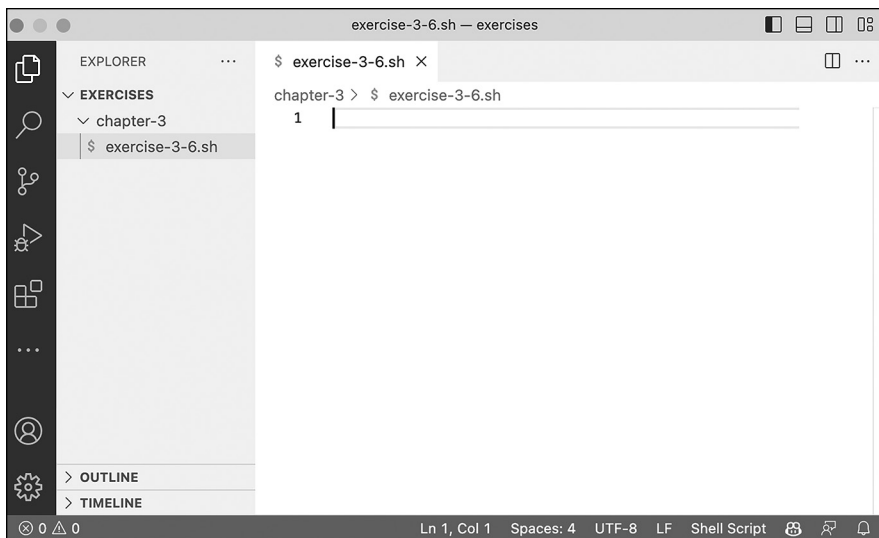 exercise-3-6.sh — exercises
EXPLORER
EXERCISES
chapter-3
$ exercise-3-6.sh
OUTLINE
TIMELINE
$ exercise-3-6.sh
chapter-3 > $ exercise-3-6.sh
1
0 0
Ln 1, Col 1 Spaces: 4 UTF-8 LF Shell Script